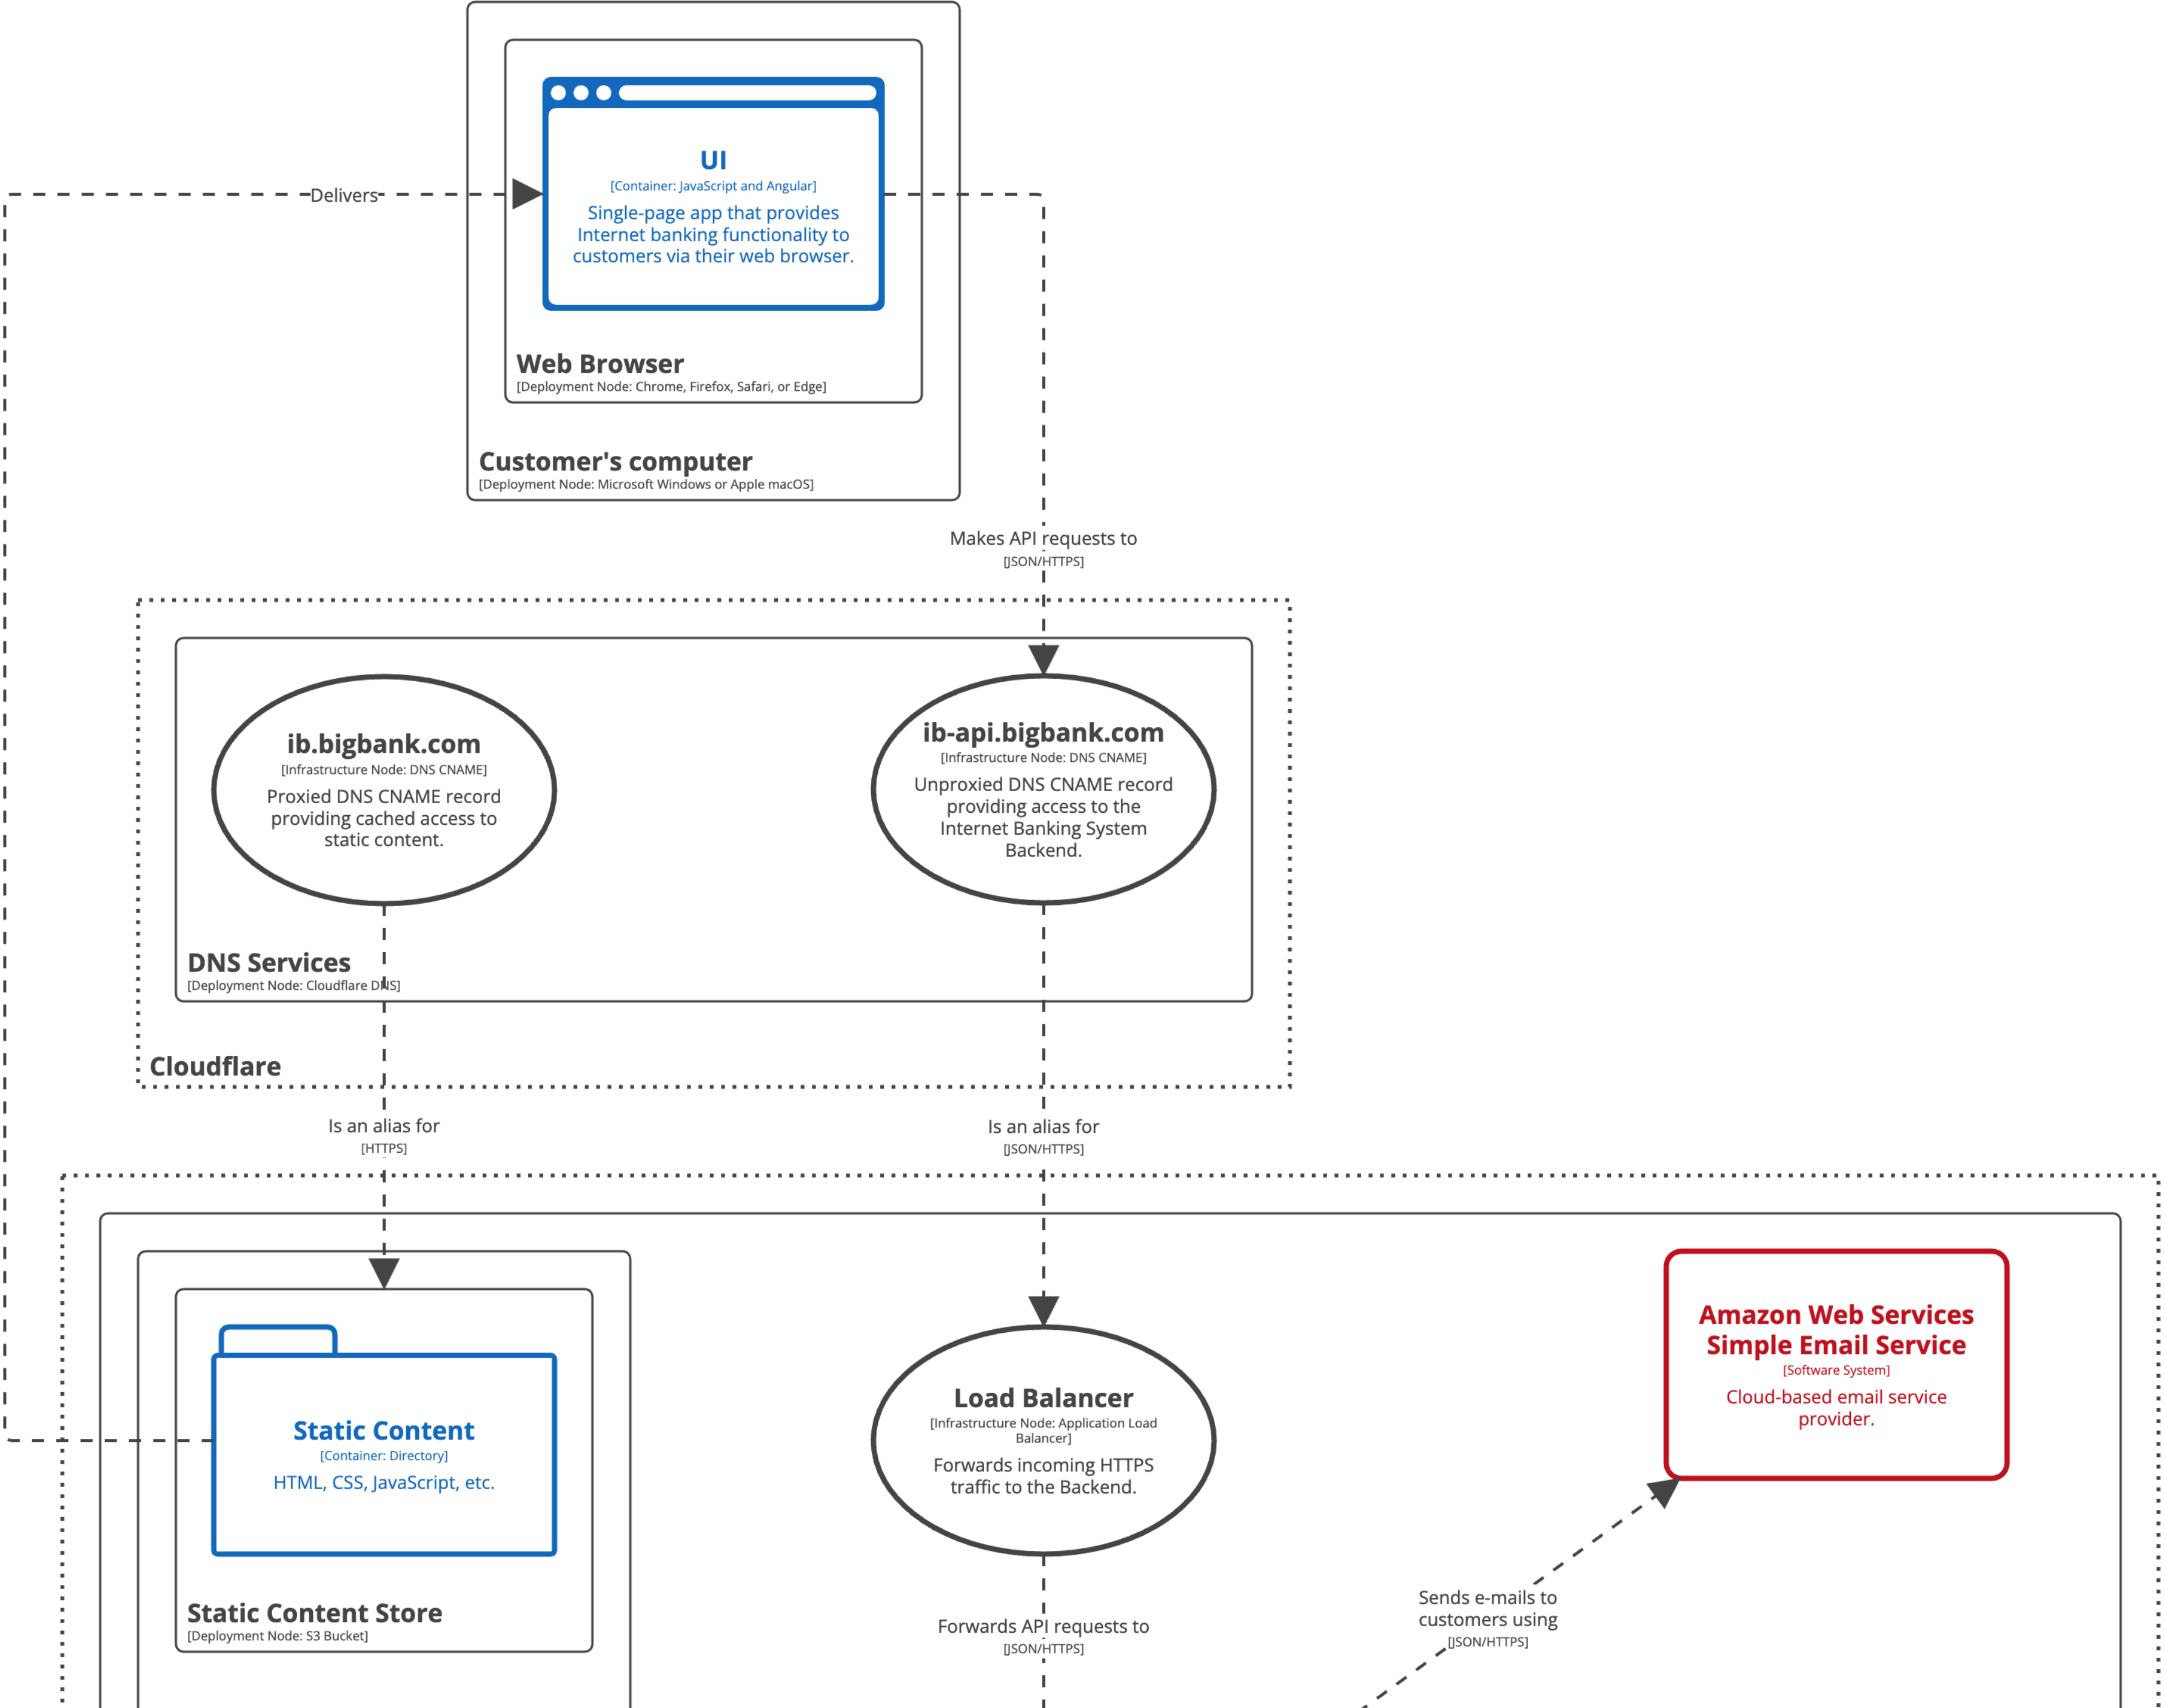 UI
[Container: JavaScript and Angular]
Single-page app that provides
Internet banking functionality to
customers via their web browser.
Delivers
Web Browser
[Deployment Node: Chrome, Firefox, Safari, or Edge]
Customer's computer
[Deployment Node: Microsoft Windows or Apple macOS]
Makes API requests to
[JSON/HTTPS]
ib.bigbank.com
[Infrastructure Node: DNS CNAME]
Proxied DNS CNAME record
providing cached access to
static content.
ib-api.bigbank.com
[Infrastructure Node: DNS CNAME]
Unproxied DNS CNAME record
providing access to the
Internet Banking System
Backend.
DNS Services
[Deployment Node: Cloudflare DNS]
Cloudflare
Is an alias for
[HTTPS]
Is an alias for
[JSON/HTTPS]
Static Content
[Container: Directory]
HTML, CSS, JavaScript, etc.
Static Content Store
[Deployment Node: S3 Bucket]
Load Balancer
[Infrastructure Node: Application Load
Balancer]
Forwards incoming HTTPS
traffic to the Backend.
Forwards API requests to
[JSON/HTTPS]
Amazon Web Services
Simple Email Service
[Software System]
Cloud-based email service
provider.
Sends e-mails to
customers using
[JSON/HTTPS]